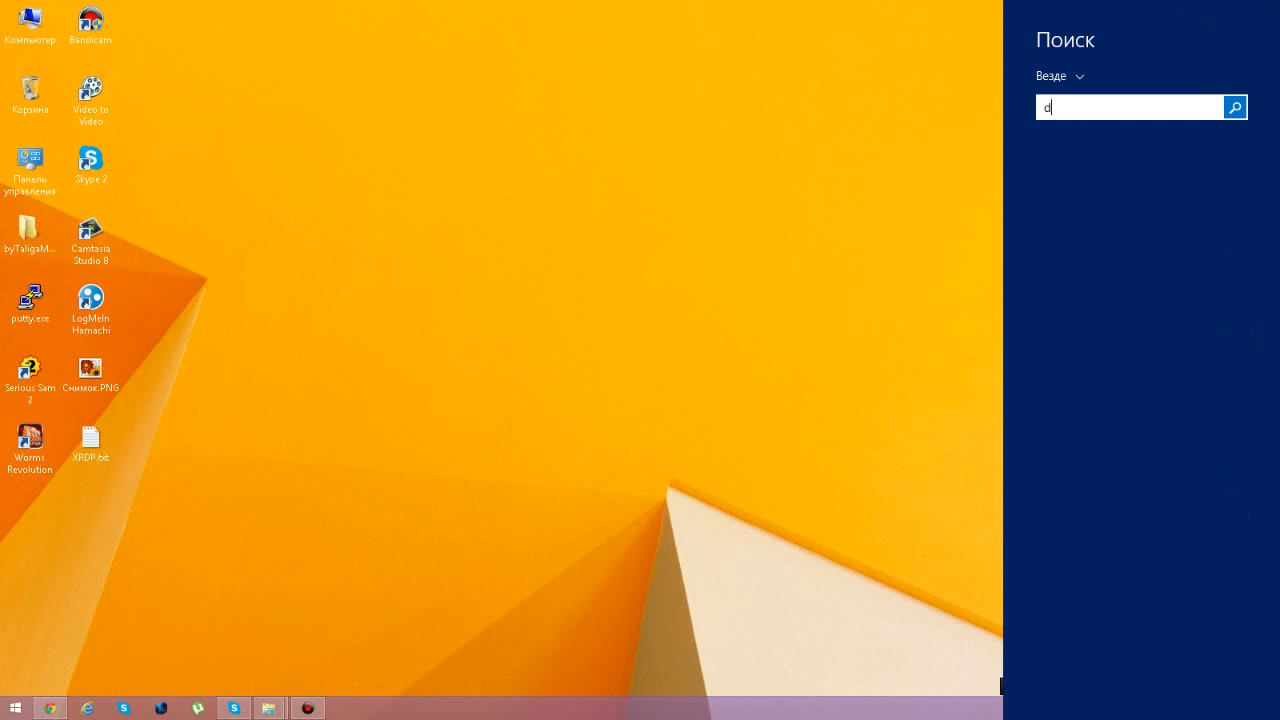 Компьютер
Bandicam
Корзина
Video to
Video
Панель
управления
Skype 2
byTaligaM...
Camtasia
Studio 8
putty.exe
LogMeIn
Hamachi
Serious Sam
2
Снимок.PNG
Worms
Revolution
XRDP.txt
Поиск
Везде
d